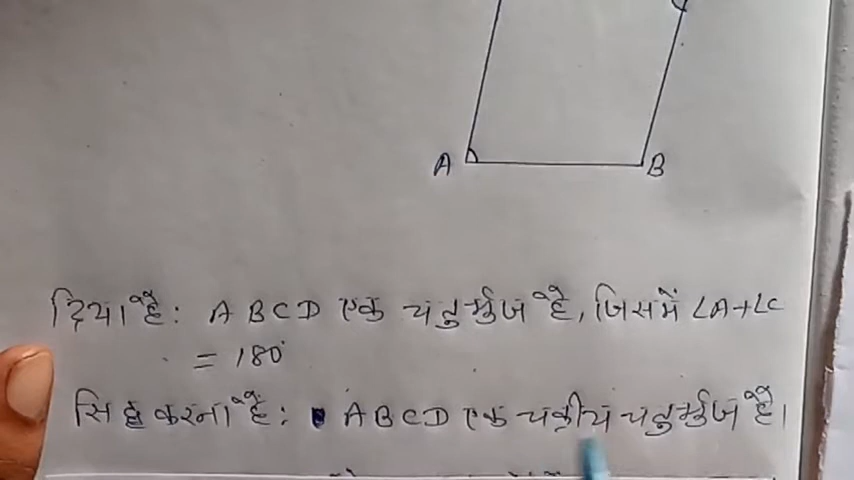 A B
दिया है : ABCD एक चतुर्भुज है, जिसमें ∠A+∠C
= 180°
सिद्ध करना है : ABCD एक चक्रीय चतुर्भुज है।